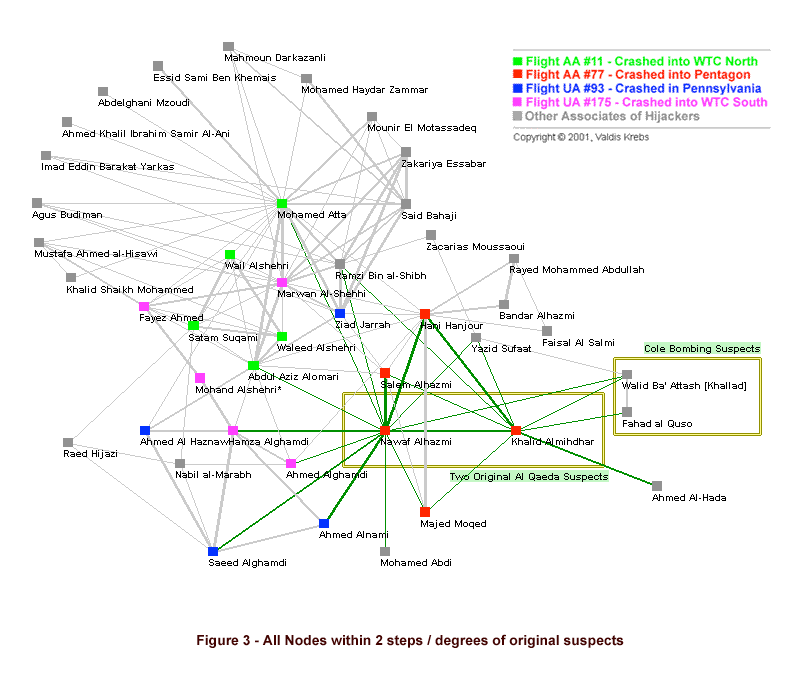 Mahmoun Darkazanli
Flight AA #11 - Crashed into WTC North
Flight AA #77 - Crashed into Pentagon
Flight UA #93 - Crashed in Pennsylvania
Flight UA #175 - Crashed into WTC South
Other Associates of Hijackers
Copyright © 2001, Valdis Krebs
Essid Sami Ben Khemais
Mohamed Haydar Zammar
Abdelghani Mzoudi
Mounir El Motassadeq
Ahmed Khalil Ibrahim Samir Al-Ani
Imad Eddin Barakat Yarkas
Zakariya Essabar
Agus Budiman
Mohamed Atta
Said Bahaji
Mustafa Ahmed al-Hisawi
Zacarias Moussaoui
Wail Alshehri
Ramzi Bin al-Shibh
Rayed Mohammed Abdullah
Khalid Shaikh Mohammed
Marwan Al-Shehhi
Fayez Ahmed
Ziad Jarrah
Hani Hanjour
Bandar Alhazmi
Satam Suqami
Waleed Alshehri
Yazid Sufaat
Faisal Al Salmi
Cole Bombing Suspects
Abdul Aziz Alomari
Mohand Alshehri*
Salem Alhazmi
Walid Ba' Attash [Khallad]
Fahad al Quso
Ahmed Al Haznawi
Hamza Alghamdi
Nawaf Alhazmi
Khalid Almihdhar
Raed Hijazi
Nabil al-Marabh
Ahmed Alghamdi
Two Original Al Qaeda Suspects
Ahmed Al-Hada
Majed Moqed
Ahmed Alnami
Saeed Alghamdi
Mohamed Abdi
Figure 3 - All Nodes within 2 steps / degrees of original suspects